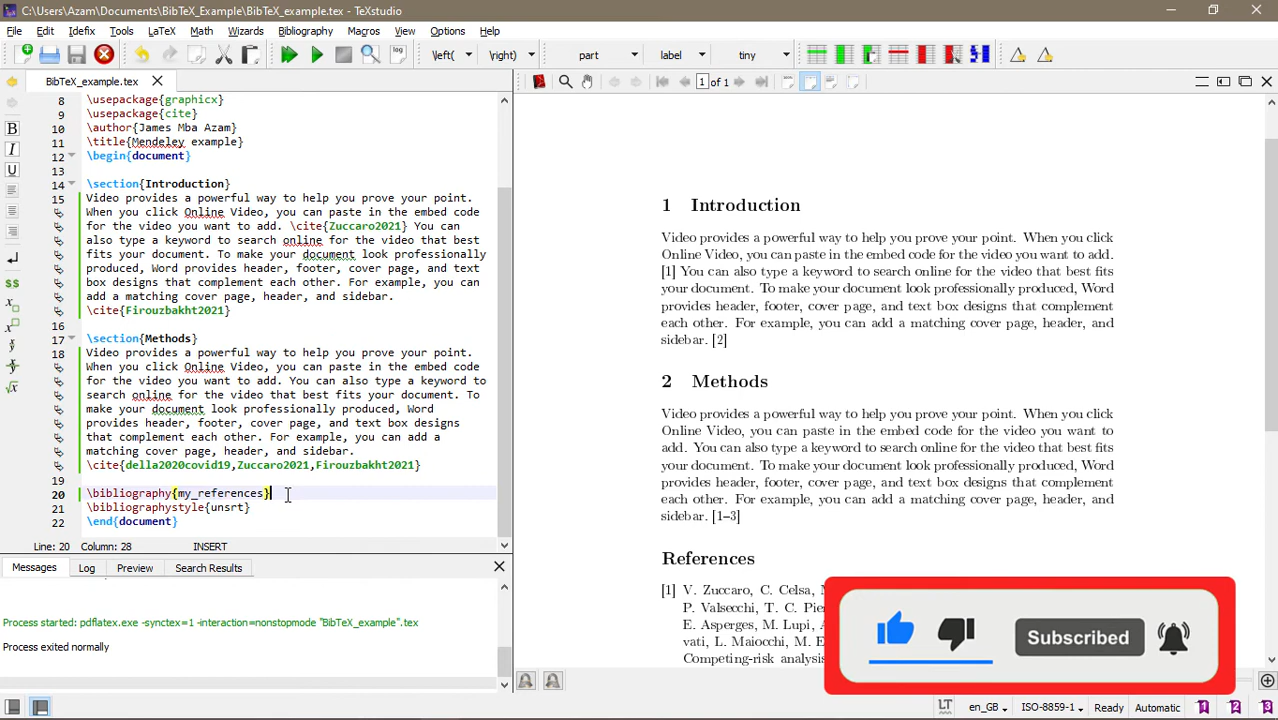 C:\Users\Azam\Documents\BibTeX_Example\BibTeX_example.tex - TeXstudio
File Edit Idefix Tools LaTeX Math Wizards Bibliography Macros View Options Help
\left( \right) part label tiny
log
BibTeX_example.tex
1 of 1
8 \usepackage{graphicx}
9 \usepackage{cite}
10 \author{James Mba Azam}
11 \title{Mendeley example}
12 \begin{document}
13
14 \section{Introduction}
15 Video provides a powerful way to help you prove your point.
When you click Online Video, you can paste in the embed code
for the video you want to add. \cite{Zuccaro2021} You can
also type a keyword to search online for the video that best
fits your document. To make your document look professionally
produced, Word provides header, footer, cover page, and text
box designs that complement each other. For example, you can
add a matching cover page, header, and sidebar.
\cite{Firouzbakht2021}
16
17 \section{Methods}
18 Video provides a powerful way to help you prove your point.
When you click Online Video, you can paste in the embed code
for the video you want to add. You can also type a keyword to
search online for the video that best fits your document. To
make your document look professionally produced, Word
provides header, footer, cover page, and text box designs
that complement each other. For example, you can add a
matching cover page, header, and sidebar.
\cite{della2020covid19,Zuccaro2021,Firouzbakht2021}
19
20 \bibliography{my_references}
21 \bibliographystyle{unsrt}
22 \end{document}
Line: 20 Column: 28 INSERT
Messages Log Preview Search Results
Process started: pdflatex.exe -synctex=1 -interaction=nonstopmode "BibTeX_example".tex
Process exited normally
1 Introduction
Video provides a powerful way to help you prove your point. When you click
Online Video, you can paste in the embed code for the video you want to add.
[1] You can also type a keyword to search online for the video that best fits
your document. To make your document look professionally produced, Word
provides header, footer, cover page, and text box designs that complement
each other. For example, you can add a matching cover page, header, and
sidebar. [2]
2 Methods
Video provides a powerful way to help you prove your point. When you click
Online Video, you can paste in the embed code for the video you want to
add. You can also type a keyword to search online for the video that best fits
your document. To make your document look professionally produced, Word
provides header, footer, cover page, and text box designs that complement
each other. For example, you can add a matching cover page, header, and
sidebar. [1–3]
References
[1] V. Zuccaro, C. Celsa,
P. Valsecchi, T. C.
E. Asperges, M. Lupi,
vati, L. Maiocchi, M. E
Competing-risk analysis
Subscribed
LT en_GB ISO-8859-1 Ready Automatic 1 2 3